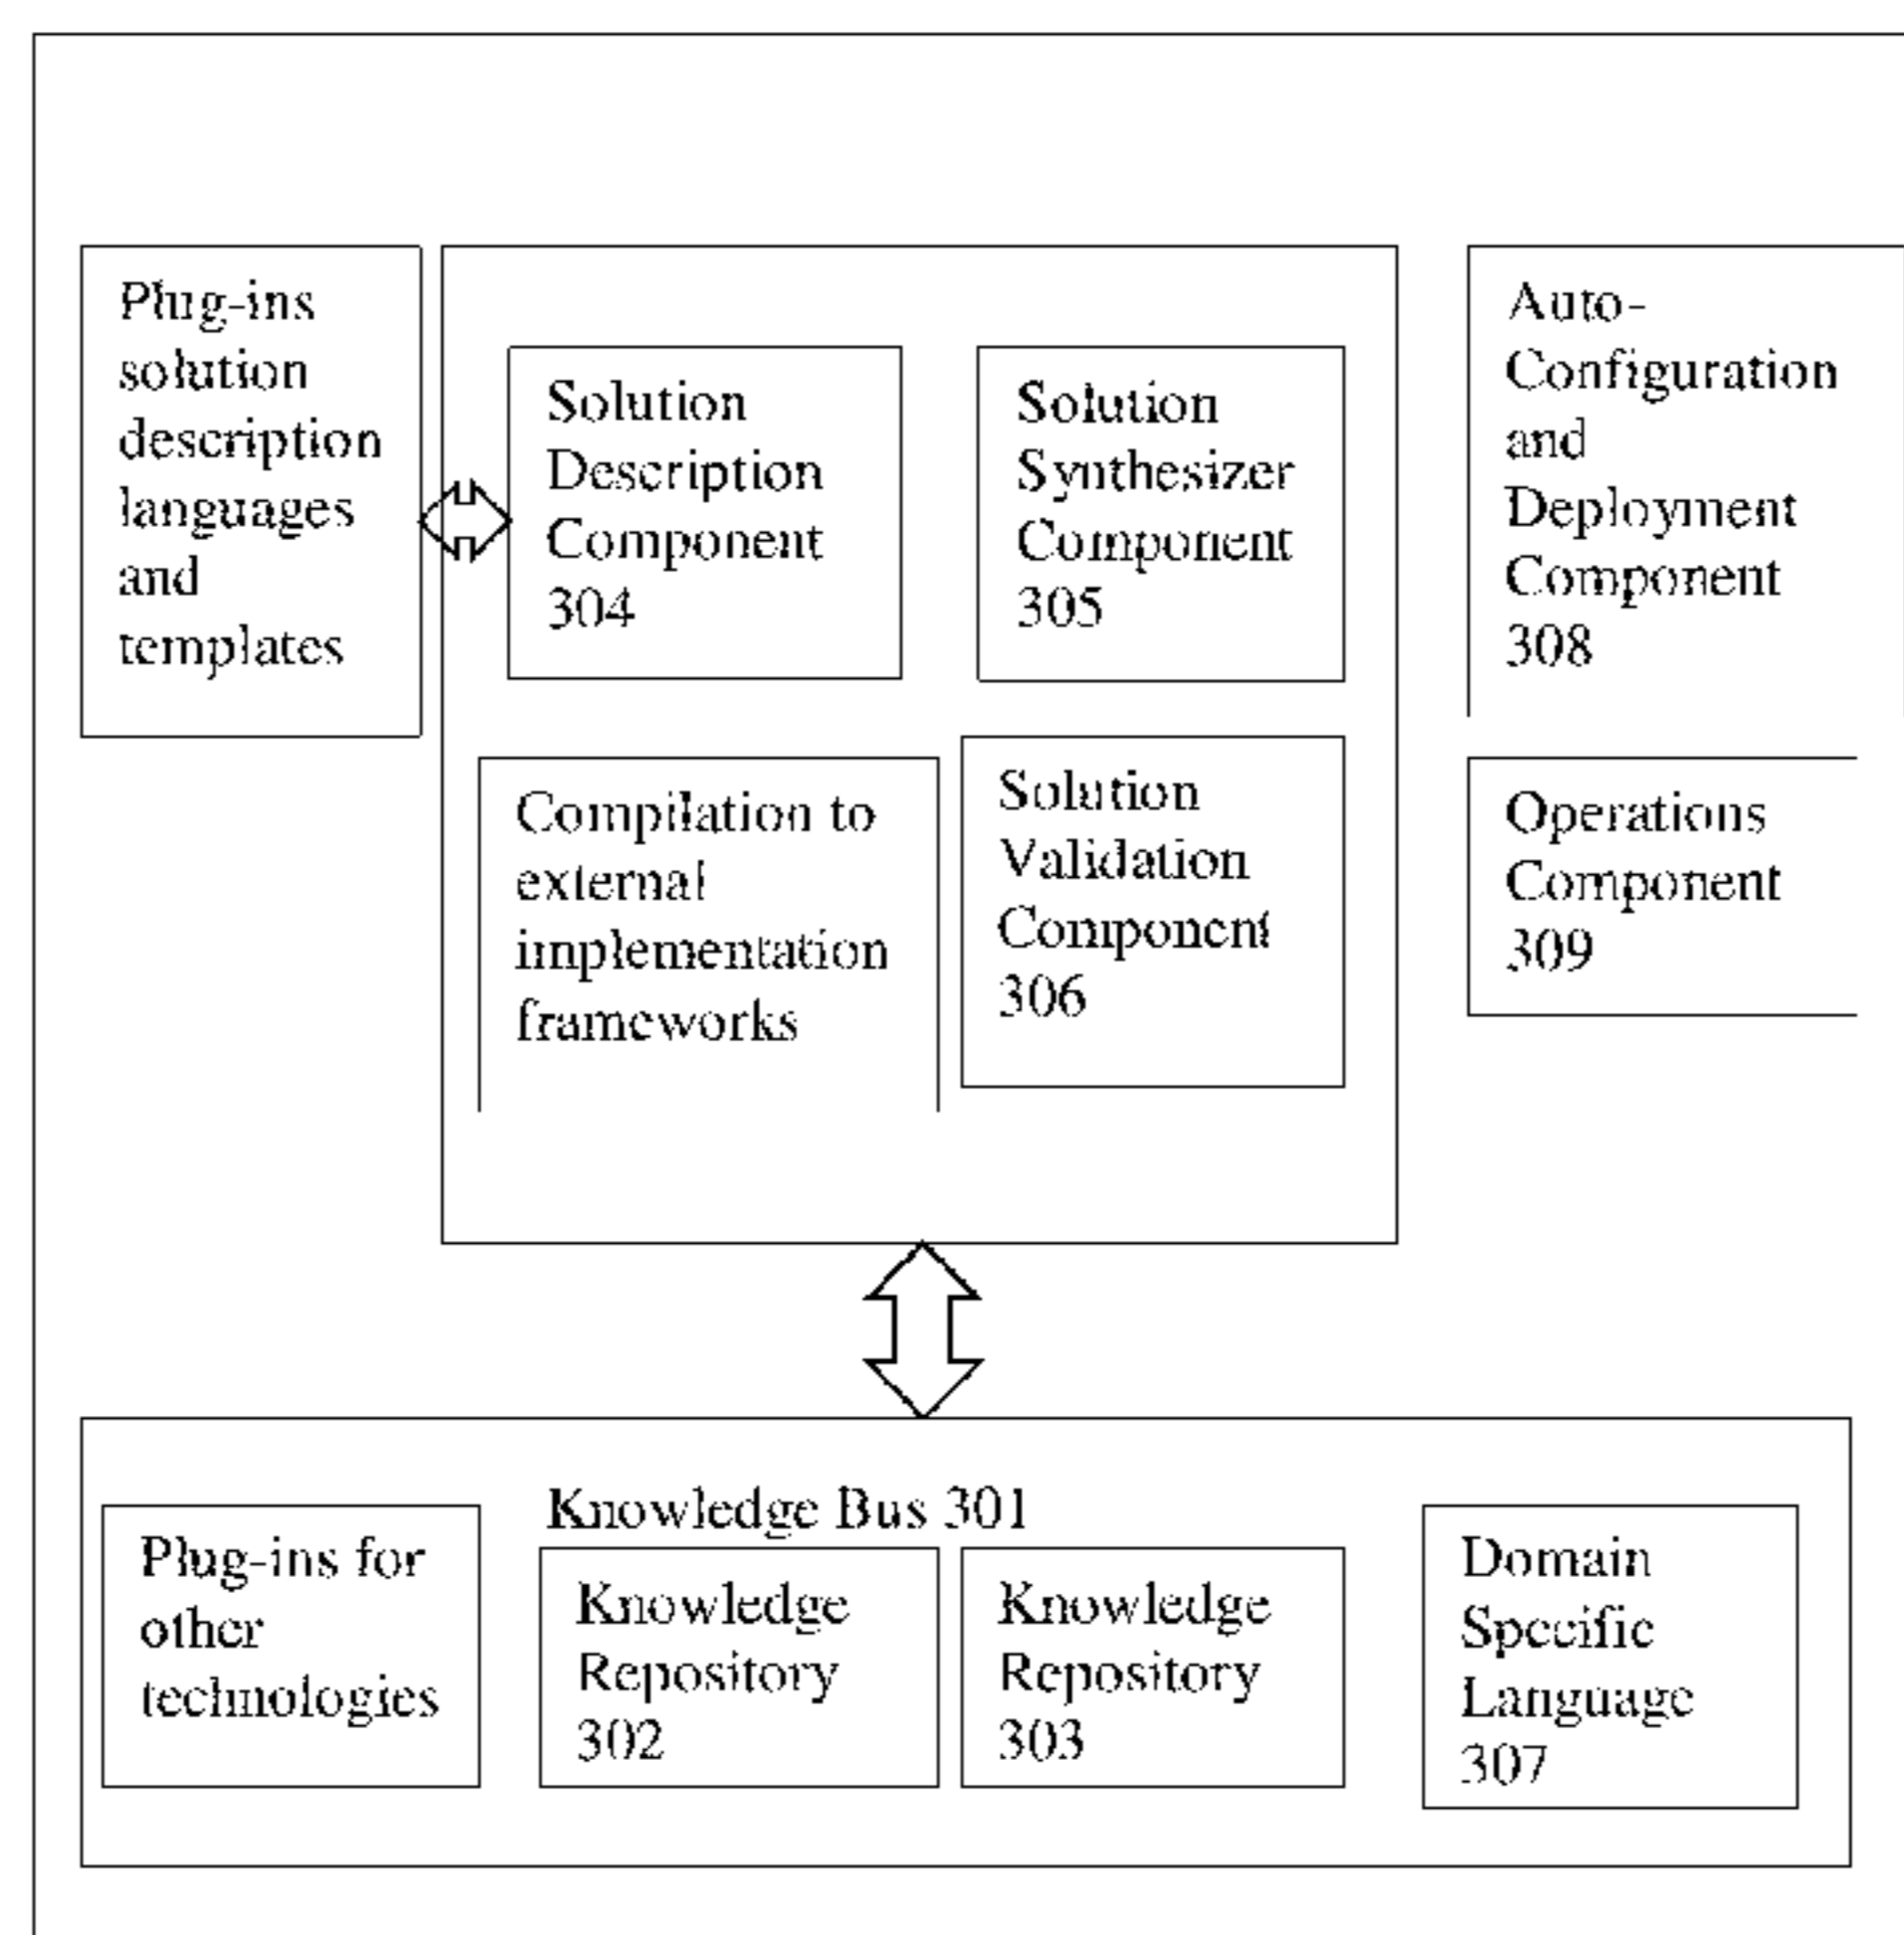 Plug-ins
solution
description
languages
and
templates
Solution
Description
Component
304
Solution
Synthesizer
Component
305
Auto-
Configuration
and
Deployment
Component
308
Compilation to
external
implementation
frameworks
Solution
Validation
Component
306
Operations
Component
309
Knowledge Bus 301
Plug-ins for
other
technologies
Knowledge
Repository
302
Knowledge
Repository
303
Domain
Specific
Language
307